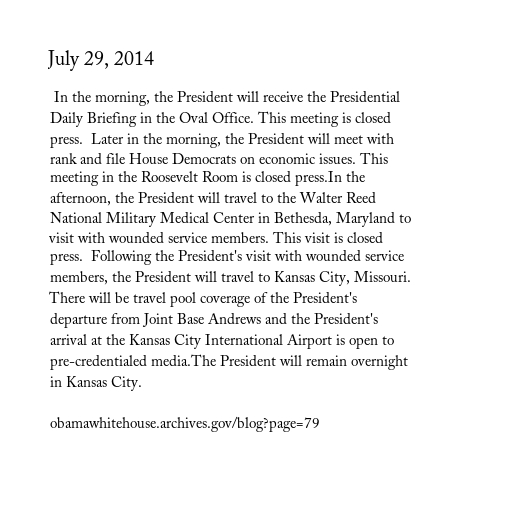 July 29, 2014
In the morning, the President will receive the Presidential
Daily Briefing in the Oval Office. This meeting is closed
press.  Later in the morning, the President will meet with
rank and file House Democrats on economic issues. This
meeting in the Roosevelt Room is closed press.In the
afternoon, the President will travel to the Walter Reed
National Military Medical Center in Bethesda, Maryland to
visit with wounded service members. This visit is closed
press.  Following the President's visit with wounded service
members, the President will travel to Kansas City, Missouri.
There will be travel pool coverage of the President's
departure from Joint Base Andrews and the President's
arrival at the Kansas City International Airport is open to
pre-credentialed media.The President will remain overnight
in Kansas City.
obamawhitehouse.archives.gov/blog?page=79